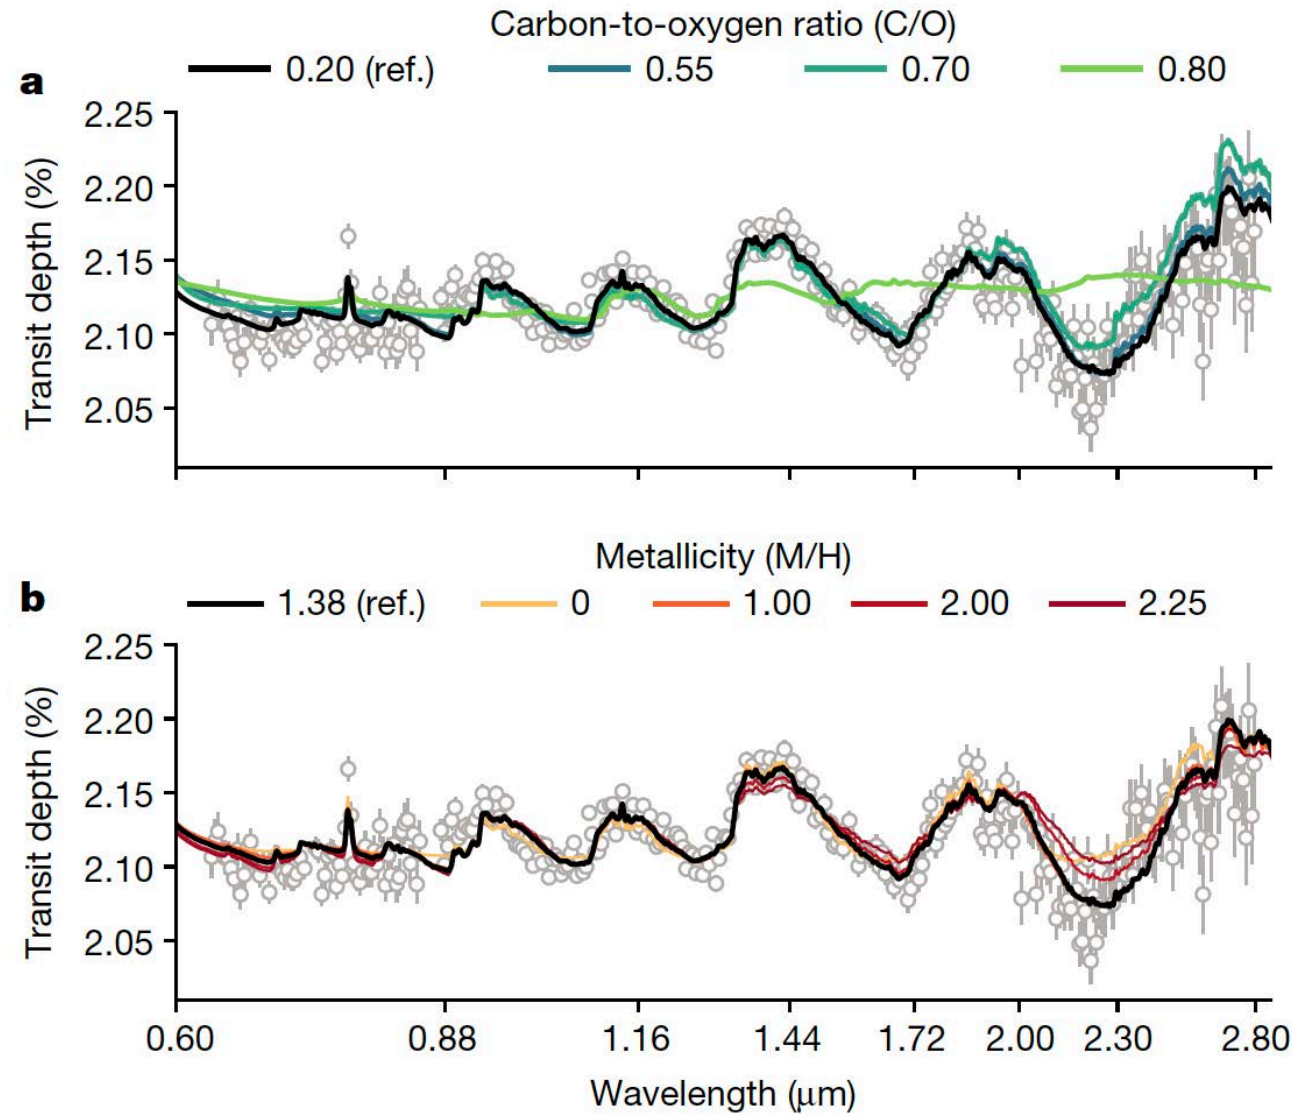 Carbon-to-oxygen ratio (C/O)
a
0.20 (ref.) 0.55 0.70 0.80
2.25
2.20
2.15
2.10
2.05
Transit depth (%)
Metallicity (M/H)
b
1.38 (ref.) 0 1.00 2.00 2.25
2.25
2.20
2.15
2.10
2.05
Transit depth (%)
0.60 0.88 1.16 1.44 1.72 2.00 2.30 2.80
Wavelength (μm)